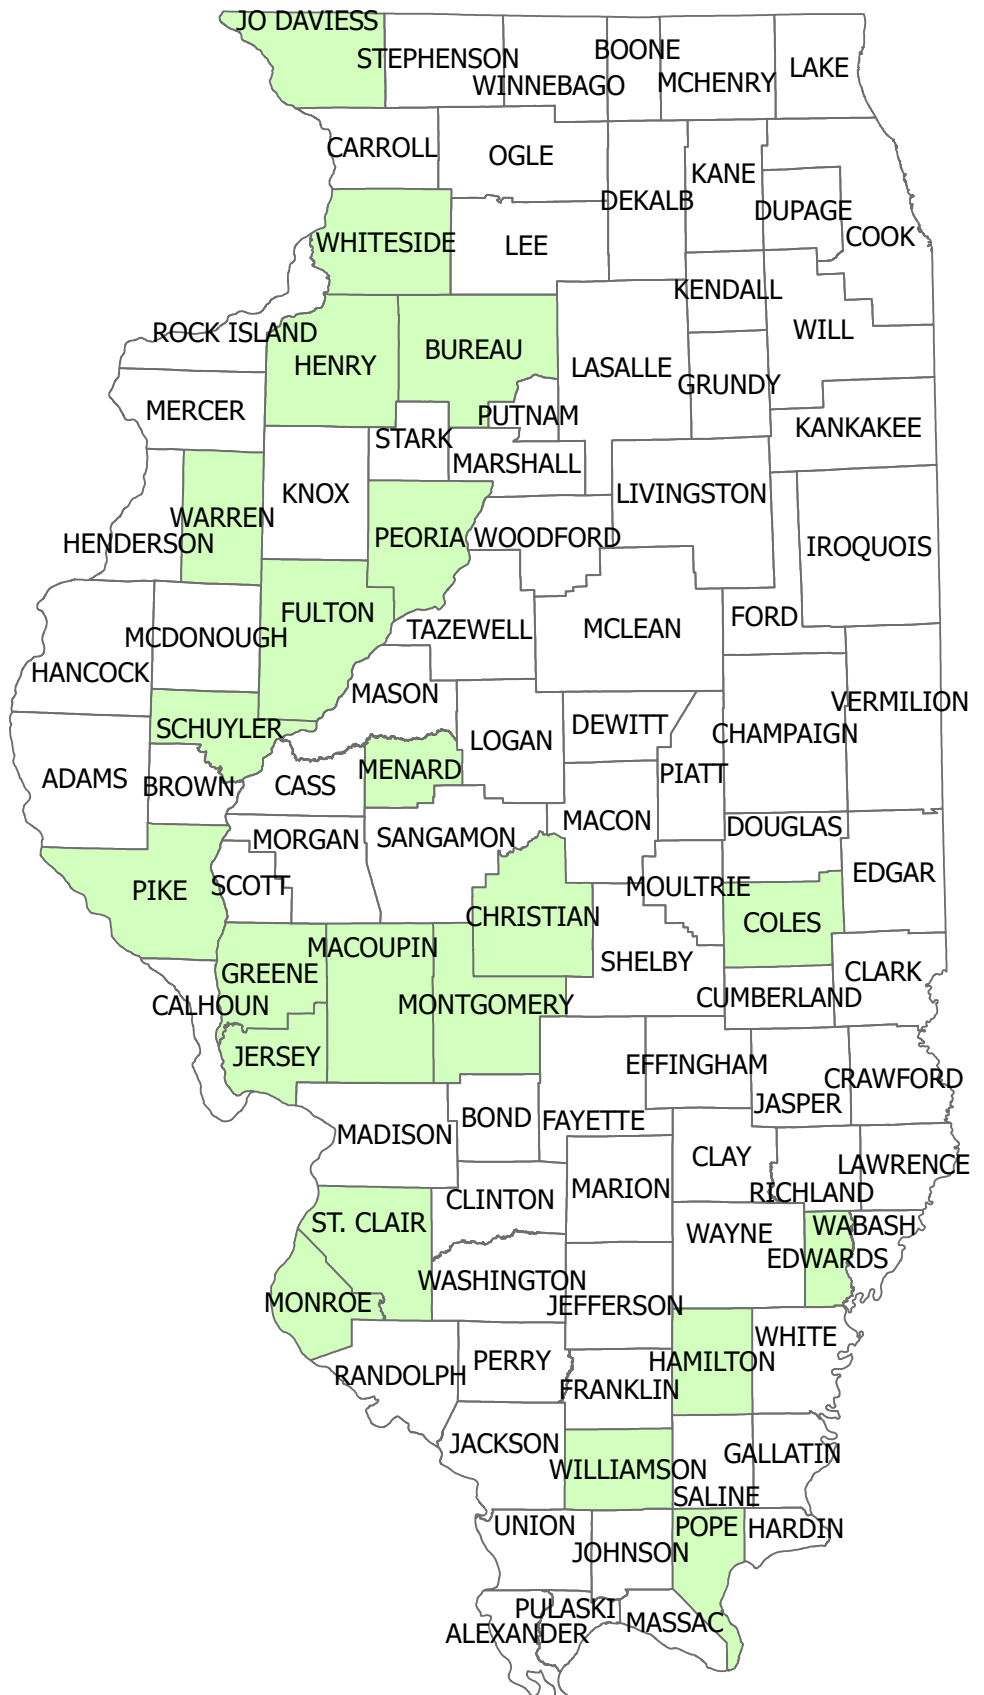 JO DAVIESS
STEPHENSON
WINNEBAGO
BOONE
MCHENRY
LAKE
CARROLL
OGLE
DEKALB
KANE
DUPAGE
COOK
WHITESIDE
LEE
KENDALL
WILL
ROCK ISLAND
HENRY
BUREAU
LASALLE
GRUNDY
MERCER
PUTNAM
STARK
MARSHALL
KANKAKEE
KNOX
LIVINGSTON
WARREN
HENDERSON
PEORIA
WOODFORD
IROQUOIS
FULTON
TAZEWELL
MCLEAN
FORD
MCDONOUGH
HANCOCK
MASON
VERMILION
SCHUYLER
LOGAN
DEWITT
CHAMPAIGN
ADAMS
BROWN
CASS
MENARD
PIATT
MORGAN
SANGAMON
MACON
DOUGLAS
PIKE
SCOTT
CHRISTIAN
MOULTRIE
EDGAR
COLES
MACOUPIN
GREENE
SHELBY
CLARK
CALHOUN
MONTGOMERY
CUMBERLAND
JERSEY
EFFINGHAM
CRAWFORD
JASPER
MADISON
BOND
FAYETTE
CLAY
LAWRENCE
RICHLAND
CLINTON
MARION
ST. CLAIR
WAYNE
WABASH
EDWARDS
WASHINGTON
MONROE
JEFFERSON
WHITE
RANDOLPH
PERRY
HAMILTON
FRANKLIN
JACKSON
WILLIAMSON
GALLATIN
SALINE
UNION
JOHNSON
POPE
HARDIN
PULASKI
ALEXANDER
MASSAC